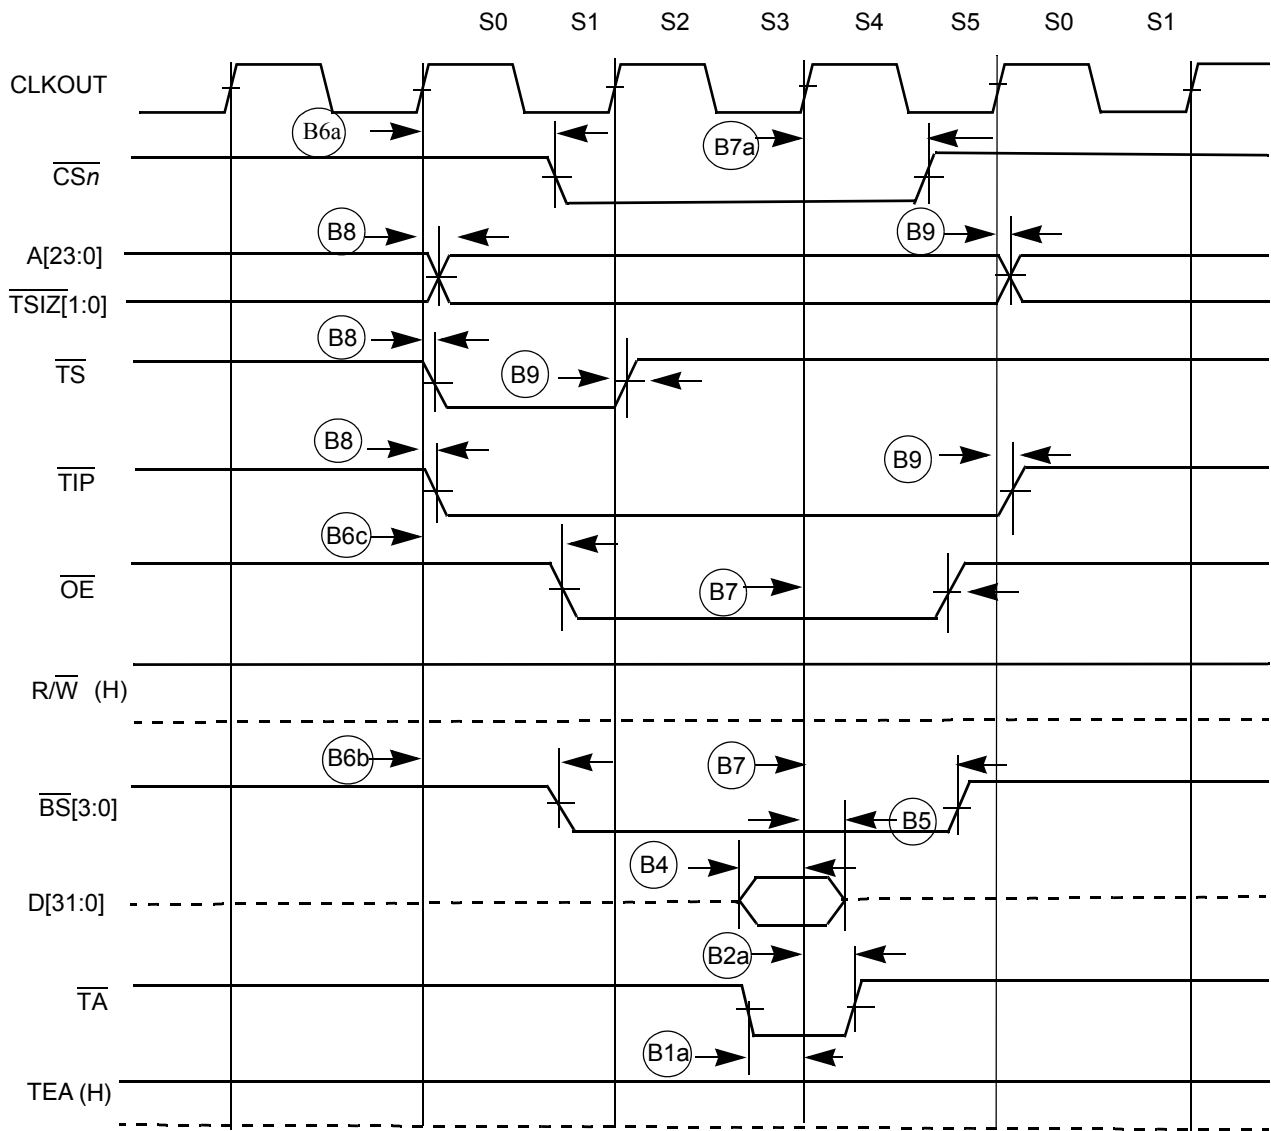 S0 S1 S2 S3 S4 S5 S0 S1
CLKOUT
B6a
B7a
CSn
B8
B9
A[23:0]
TSIZ[1:0]
B8
TS
B9
B8
B9
TIP
B6c
OE
B7
R/W (H)
B6b
B7
BS[3:0]
B5
B4
D[31:0]
B2a
TA
B1a
TEA (H)